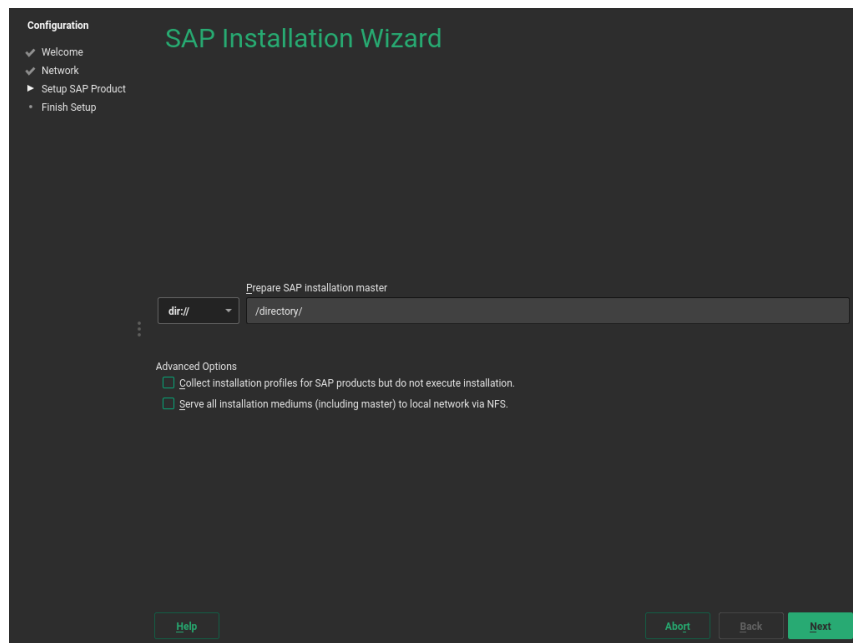 Configuration
Welcome
Network
Setup SAP Product
Finish Setup
SAP Installation Wizard
Prepare SAP installation master
dir:// /directory/
Advanced Options
Collect installation profiles for SAP products but do not execute installation.
Serve all installation mediums (including master) to local network via NFS.
Help Abort Back Next